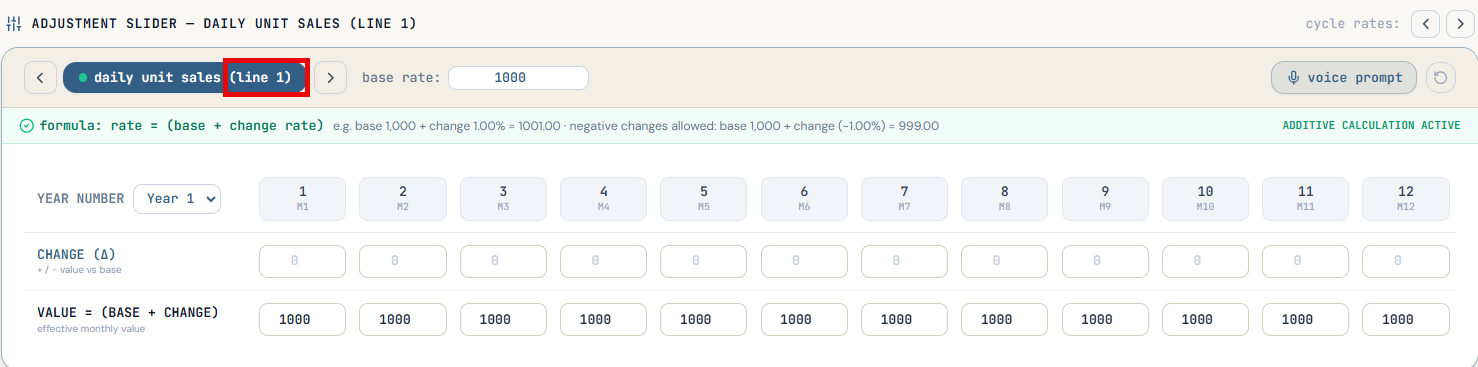 ADJUSTMENT SLIDER — DAILY UNIT SALES (LINE 1) cycle rates:
daily unit sales (line 1) base rate: 1000 voice prompt
formula: rate = (base + change rate) e.g. base 1,000 + change 1.00% = 1001.00 · negative changes allowed: base 1,000 + change (−1.00%) = 999.00 ADDITIVE CALCULATION ACTIVE
YEAR NUMBER Year 1 1 2 3 4 5 6 7 8 9 10 11 12
M1 M2 M3 M4 M5 M6 M7 M8 M9 M10 M11 M12
CHANGE (Δ) 0 0 0 0 0 0 0 0 0 0 0 0
+ / − value vs base
VALUE = (BASE + CHANGE) 1000 1000 1000 1000 1000 1000 1000 1000 1000 1000 1000 1000
effective monthly value